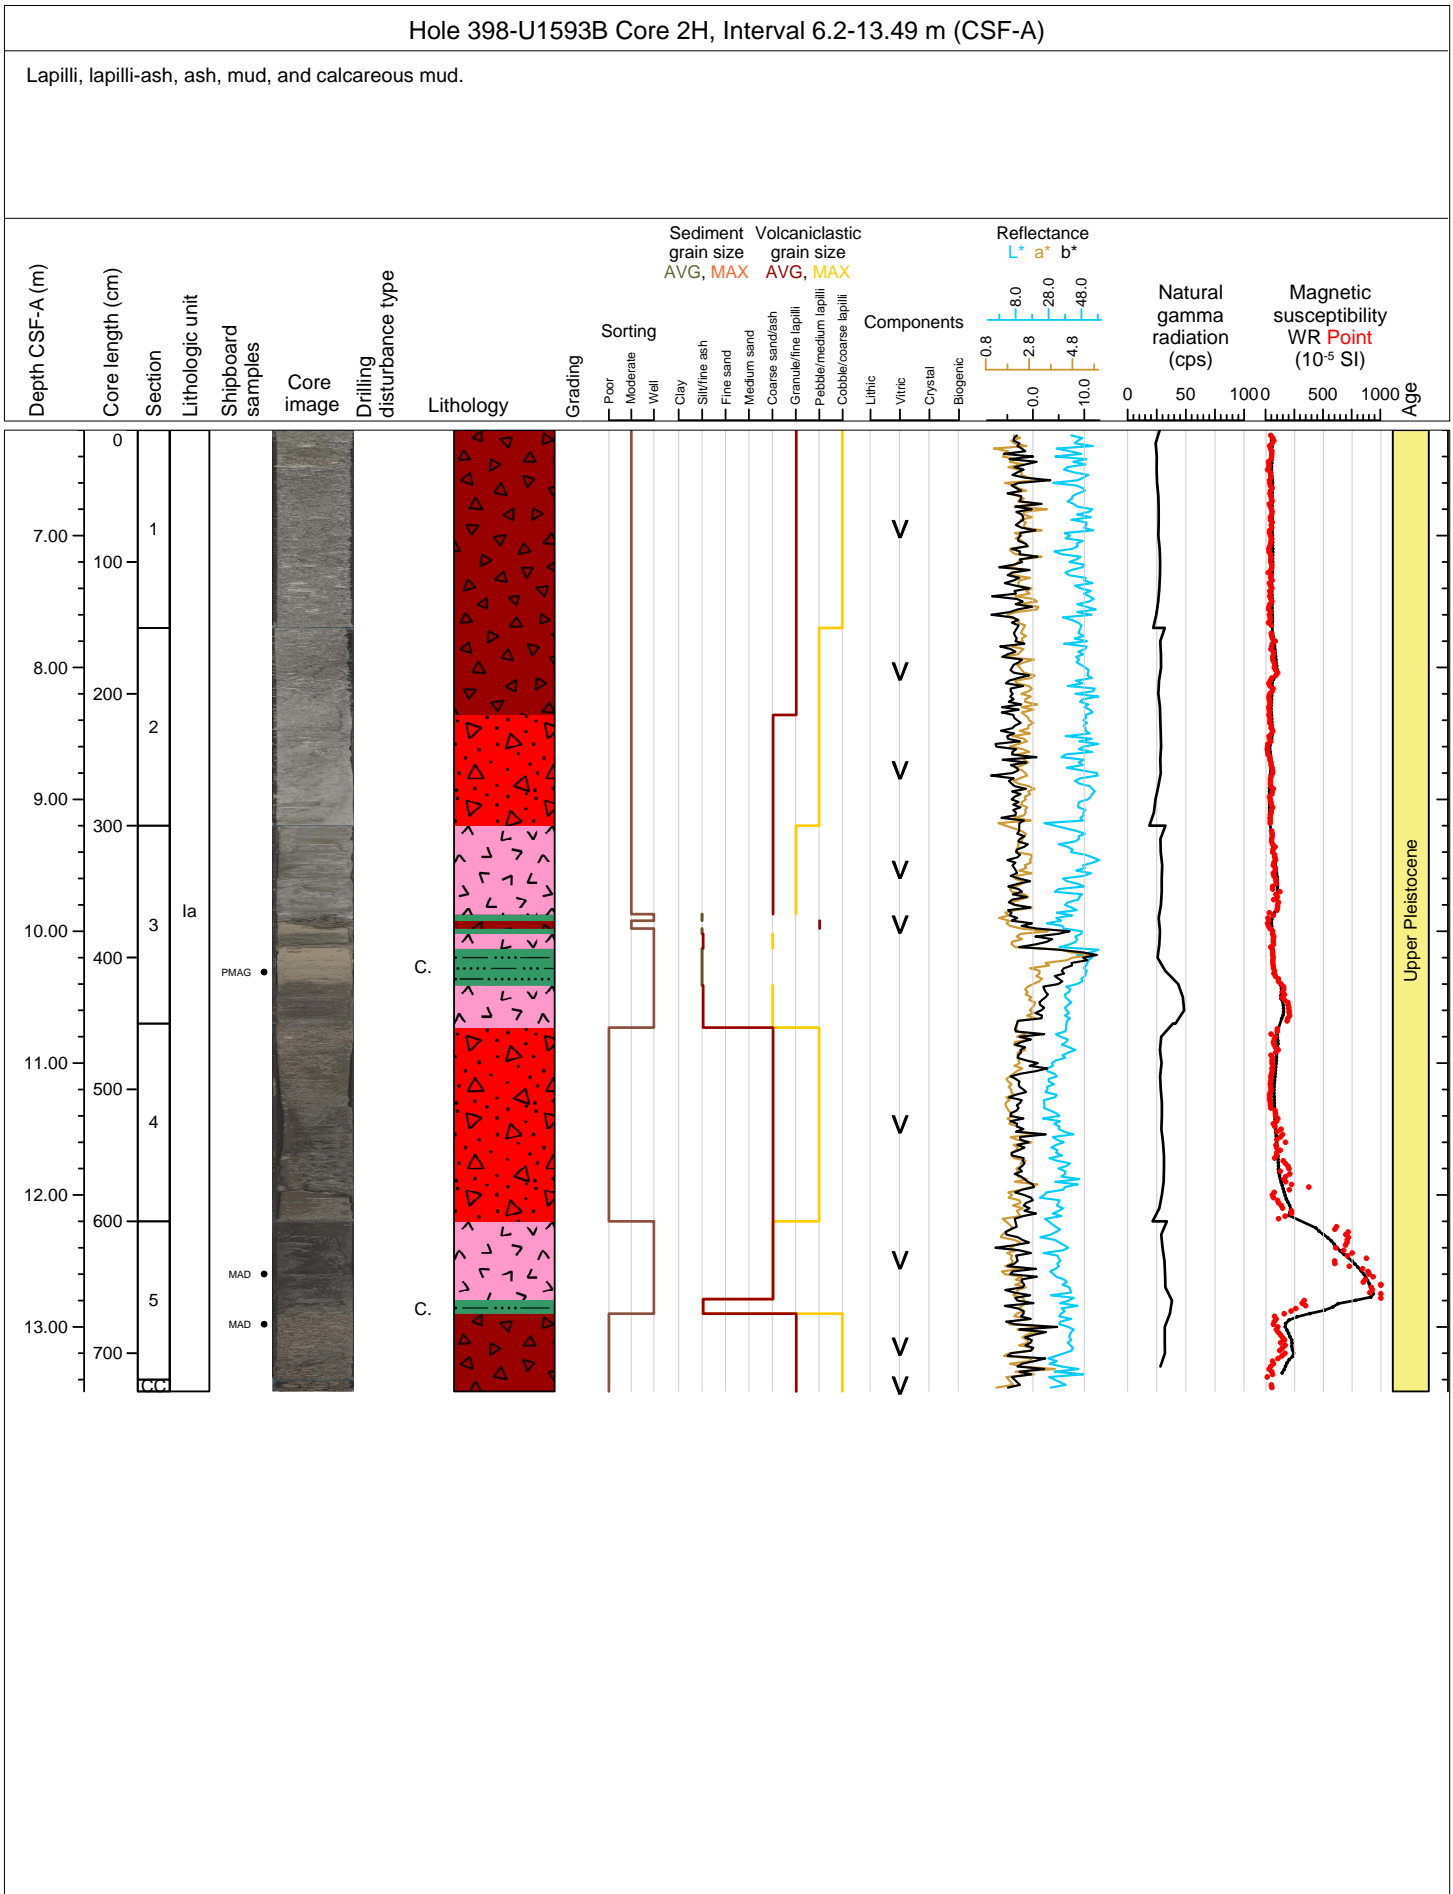 Hole 398-U1593B Core 2H, Interval 6.2-13.49 m (CSF-A)
Lapilli, lapilli-ash, ash, mud, and calcareous mud.
Depth CSF-A (m)
Core length (cm)
Section
Lithologic unit
Shipboard
samples
Core
image
Drilling
disturbance type
Lithology
Grading
Sorting
Poor
Moderate
Well
Sediment
grain size
AVG, MAX
Volcaniclastic
grain size
AVG, MAX
Clay
Silt/fine ash
Fine sand
Medium sand
Coarse sand/ash
Granule/fine lapilli
Pebble/medium lapilli
Cobble/coarse lapilli
Components
Lithic
Vitric
Crystal
Biogenic
Reflectance
L* a* b*
8.0 28.0 48.0
0.8 2.8 4.8
0.0 10.0
Natural
gamma
radiation
(cps)
0 50 100
Magnetic
susceptibility
WR Point
(10-5 SI)
0 500 1000
Age
0
1
V
7.00
100
8.00
V
200
2
V
9.00
300
V
Ia
3
V
10.00
400
PMAG
C.
Upper Pleistocene
11.00
500
4
V
12.00
600
V
MAD
5
C.
MAD
13.00
V
700
CC
V